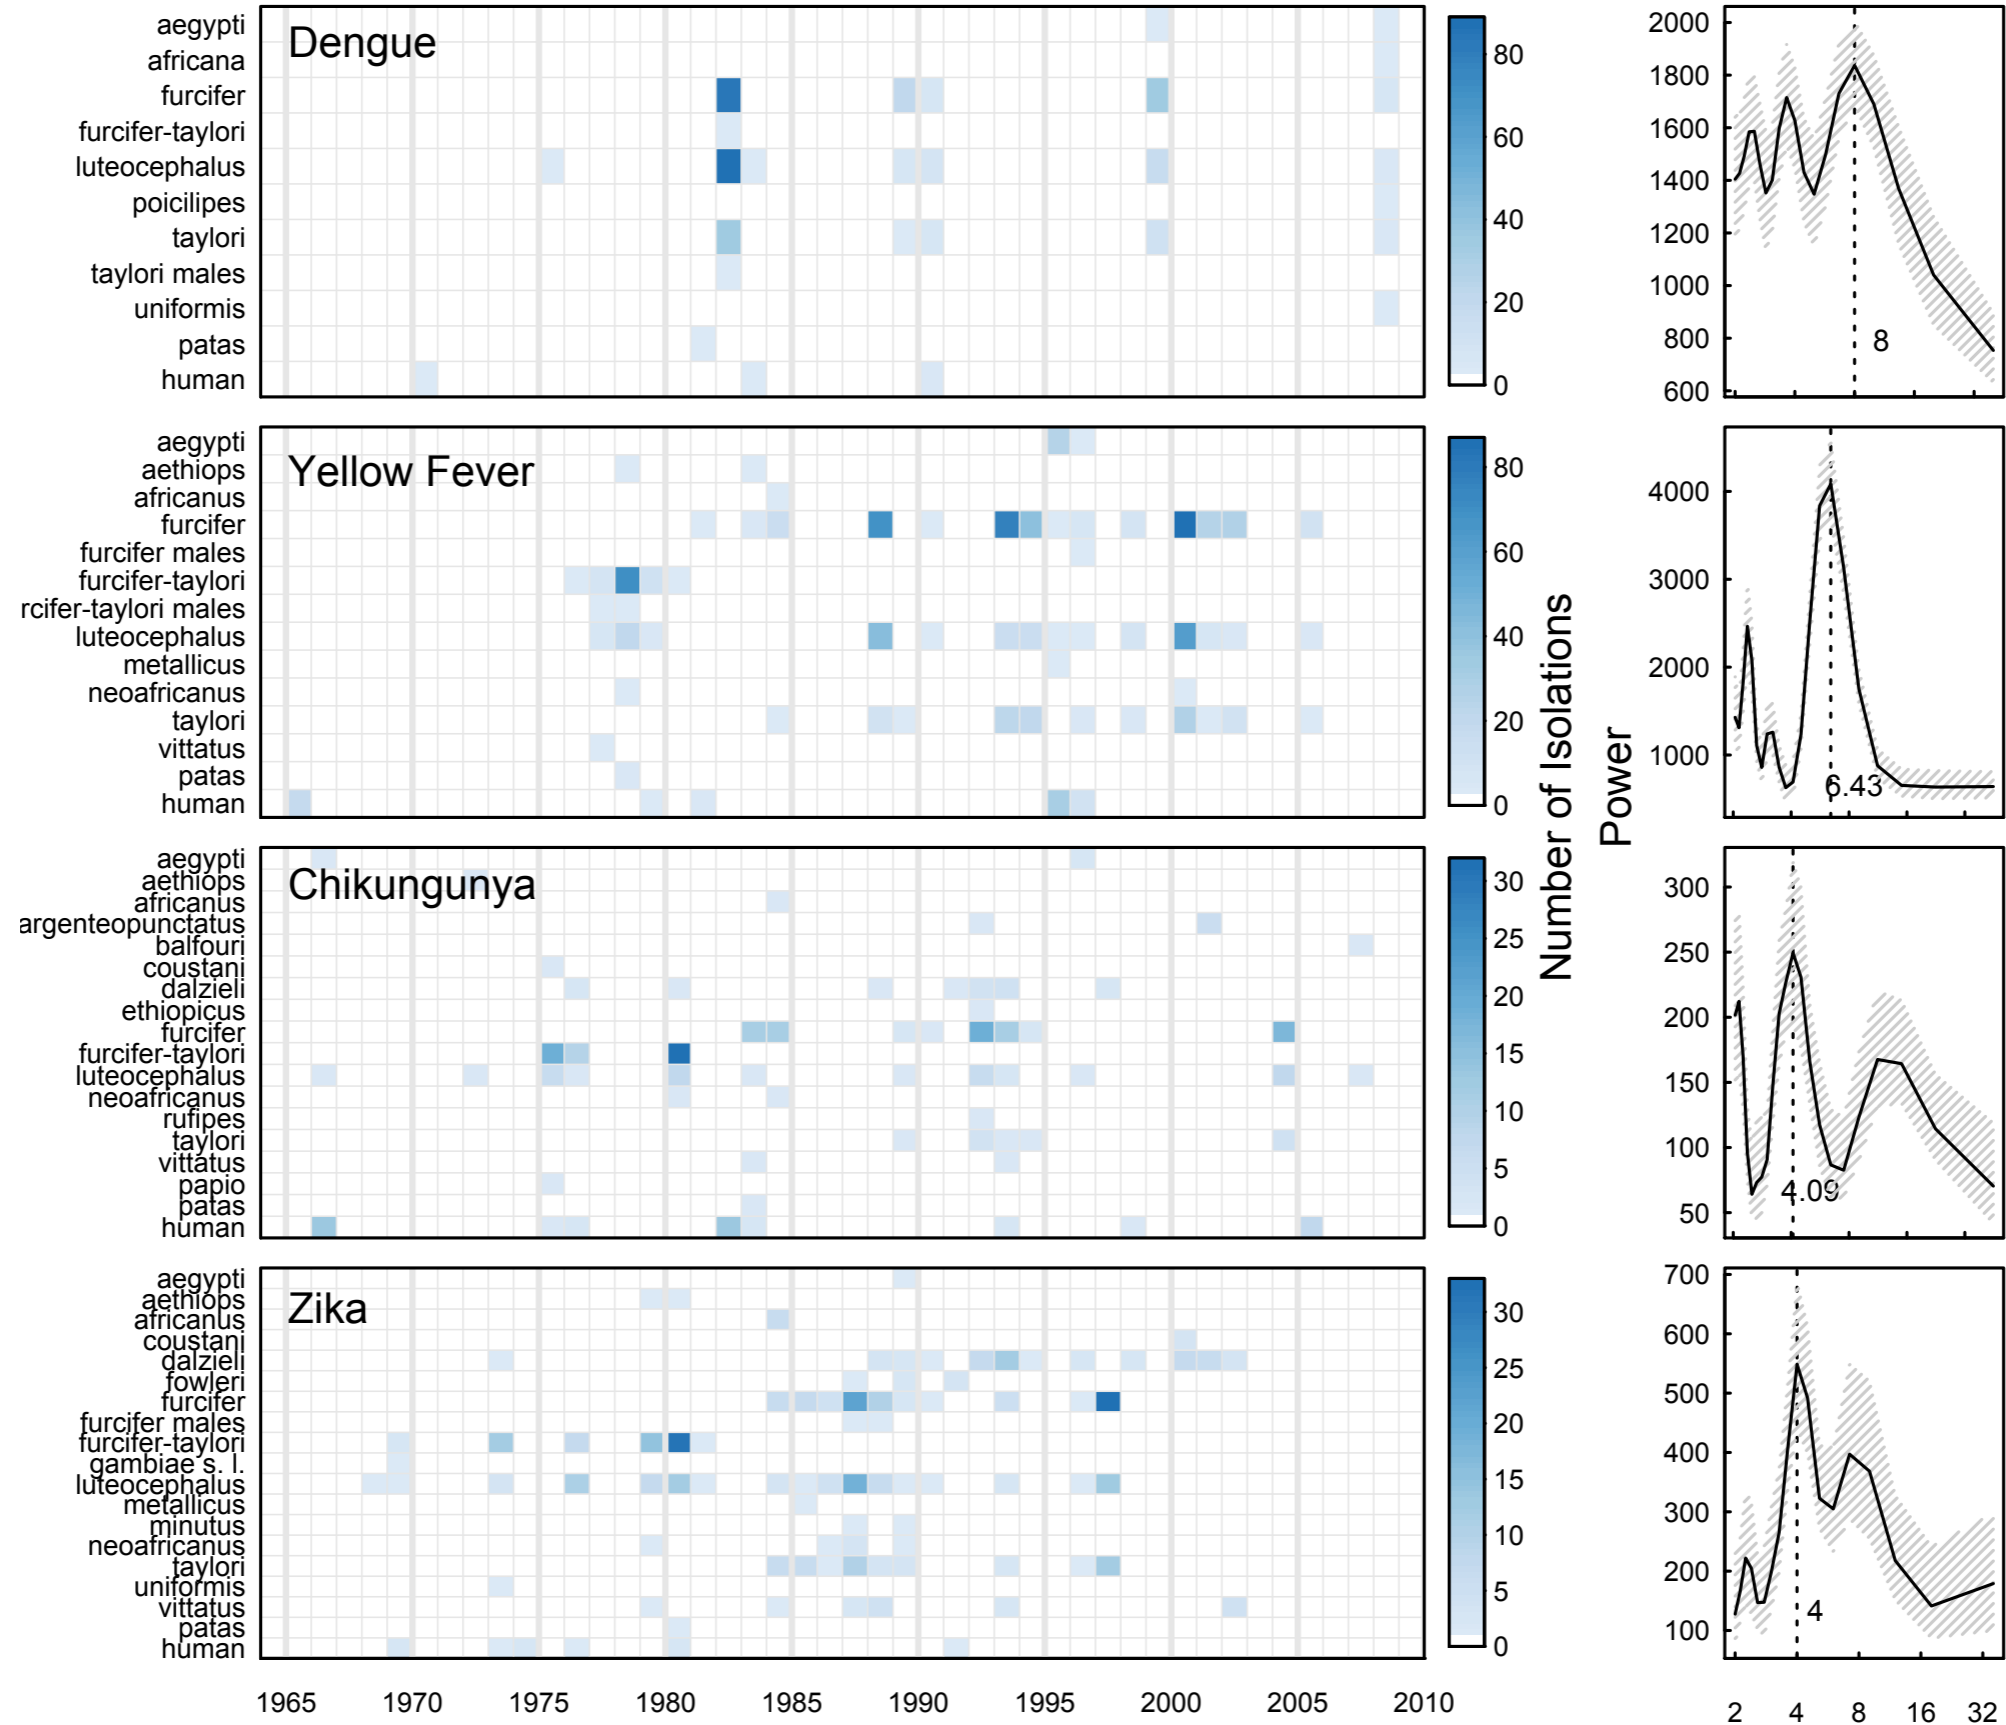 Dengue
aegypti
africana
furcifer
furcifer-taylori
luteocephalus
poicilipes
taylori
taylori males
uniformis
patas
human
80
60
40
20
0
2000
1800
1600
1400
1200
1000
800
600
8
Yellow Fever
aegypti
aethiops
africanus
furcifer
furcifer males
furcifer-taylori
rcifer-taylori males
luteocephalus
metallicus
neoafricanus
taylori
vittatus
patas
human
80
60
40
20
0
Number of Isolations
Power
4000
3000
2000
1000
6.43
Chikungunya
aegypti
aethiops
africanus
argenteopunctatus
balfouri
coustani
dalzieli
ethiopicus
furcifer
furcifer-taylori
luteocephalus
neoafricanus
rufipes
taylori
vittatus
papio
patas
human
30
25
20
15
10
5
0
300
250
200
150
100
50
4.09
Zika
aegypti
aethiops
africanus
coustani
dalzieli
fowleri
furcifer
furcifer males
furcifer-taylori
gambiae s. l.
luteocephalus
metallicus
minutus
neoafricanus
taylori
uniformis
vittatus
patas
human
30
25
20
15
10
5
0
700
600
500
400
300
200
100
4
1965 1970 1975 1980 1985 1990 1995 2000 2005 2010
2 4 8 16 32